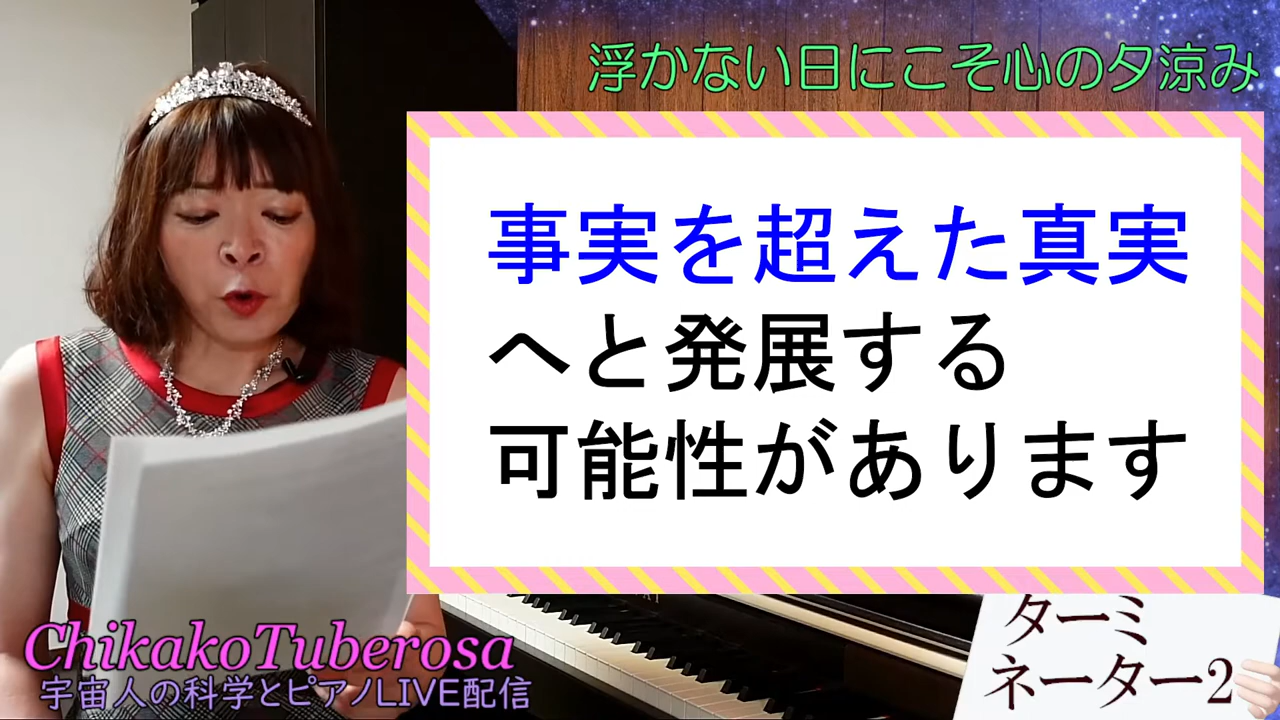 浮かない日にこそ心の夕涼み
事実を超えた真実
へと発展する
可能性があります
ChikakoTuberosa
宇宙人の科学とピアノLIVE配信
ターミ
ネーター2